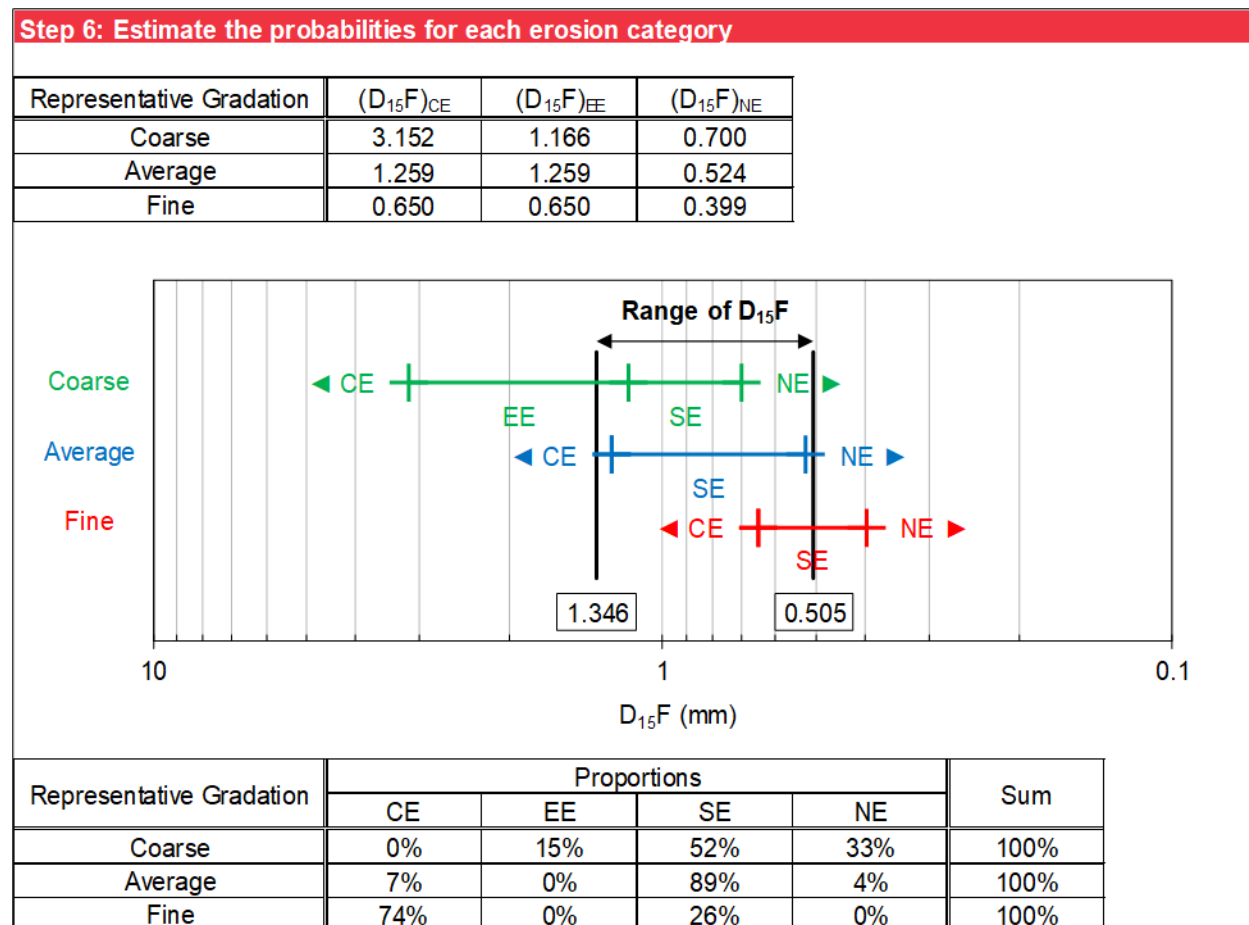 Step 6: Estimate the probabilities for each erosion category
Representative Gradation (D15F)CE (D15F)EE (D15F)NE
Coarse 3.152 1.166 0.700
Average 1.259 1.259 0.524
Fine 0.650 0.650 0.399
Range of D15F
Coarse CE NE
EE SE
Average CE NE
SE
Fine CE NE
SE
1.346 0.505
10 1 0.1
D15F (mm)
Representative Gradation Proportions Sum
CE EE SE NE
Coarse 0% 15% 52% 33% 100%
Average 7% 0% 89% 4% 100%
Fine 74% 0% 26% 0% 100%